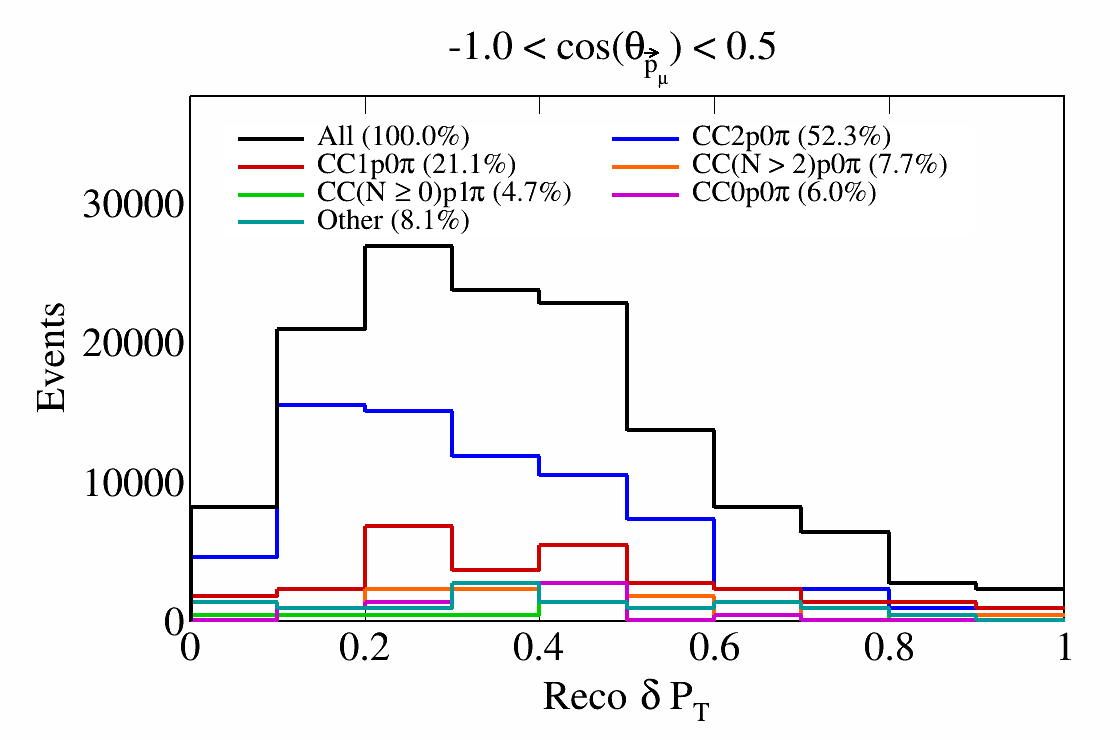 -1.0 < cos(θ_p⃗_μ) < 0.5
All (100.0%)
CC2p0π (52.3%)
CC1p0π (21.1%)
CC(N > 2)p0π (7.7%)
CC(N ≥ 0)p1π (4.7%)
CC0p0π (6.0%)
Other (8.1%)
30000
20000
10000
0
Events
0 0.2 0.4 0.6 0.8 1
Reco δ P_T